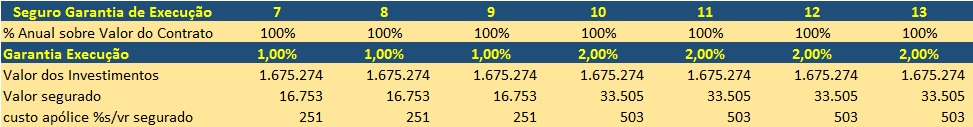 Seguro Garantia de Execução 7 8 9 10 11 12 13
% Anual sobre Valor do Contrato 100% 100% 100% 100% 100% 100% 100%
Garantia Execução 1,00% 1,00% 1,00% 2,00% 2,00% 2,00% 2,00%
Valor dos Investimentos 1.675.274 1.675.274 1.675.274 1.675.274 1.675.274 1.675.274 1.675.274
Valor segurado 16.753 16.753 16.753 33.505 33.505 33.505 33.505
custo apólice %s/vr segurado 251 251 251 503 503 503 503